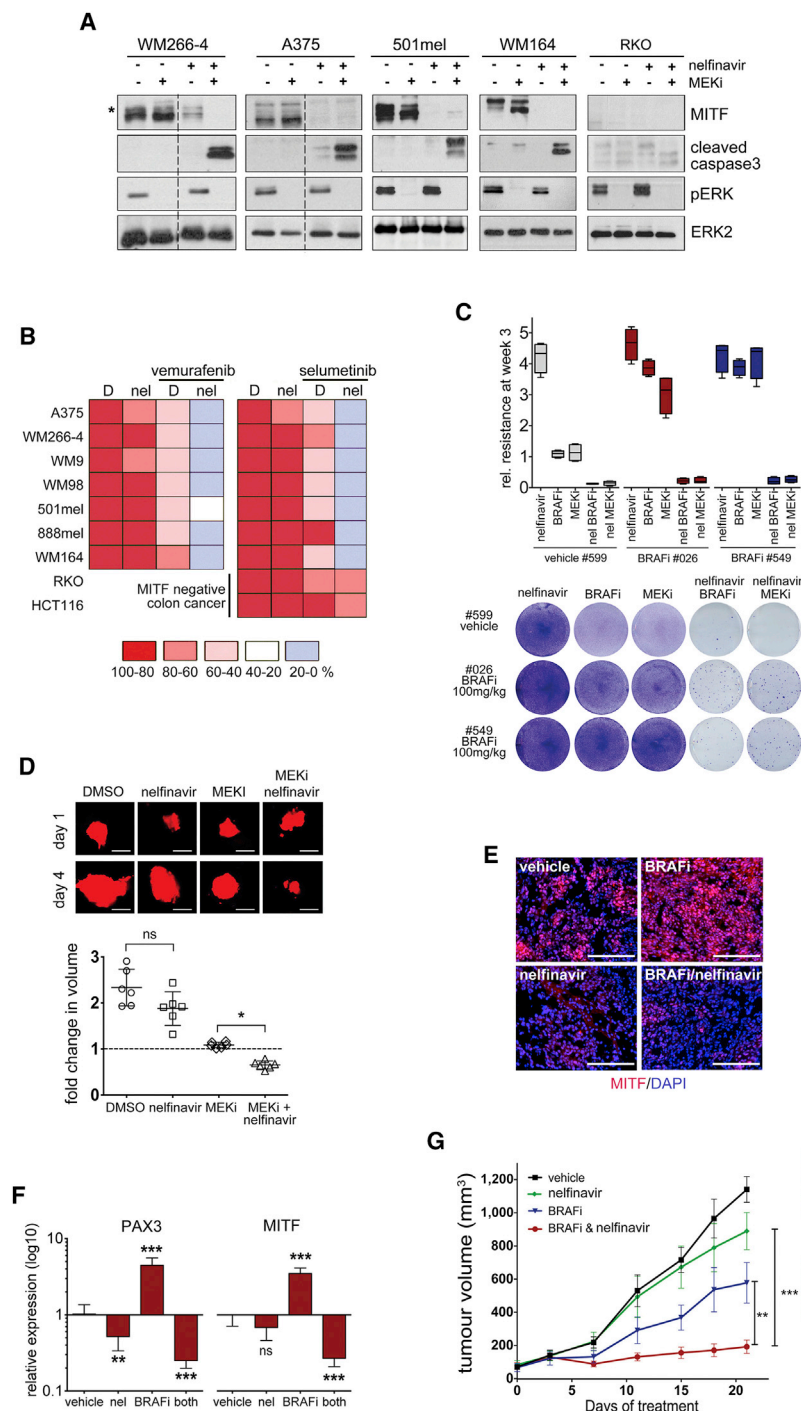 A
WM266-4 A375 501mel WM164 RKO
- - + + - - + + - - + + - - + + - - + + nelfinavir
- + - + - + - + - + - + - + - + - + - + MEKi
* MITF
cleaved
caspase3
pERK
ERK2
B
vemurafenib selumetinib
D nel D nel D nel D nel
A375
WM266-4
WM9
WM98
501mel
888mel
WM164
RKO
HCT116
MITF negative
colon cancer
100-80 80-60 60-40 40-20 20-0 %
C
rel. resistance at week 3
5
4
3
2
1
0
nelfinavir BRAFi MEKi nel BRAFi nel MEKi nelfinavir BRAFi MEKi nel BRAFi nel MEKi nelfinavir BRAFi MEKi nel BRAFi nel MEKi
vehicle #599 BRAFi #026 BRAFi #549
nelfinavir BRAFi MEKi nelfinavir BRAFi nelfinavir MEKi
#599
vehicle
#026
BRAFi
100mg/kg
#549
BRAFi
100mg/kg
D
DMSO nelfinavir MEKI MEKi nelfinavir
day 1
day 4
fold change in volume
3
2
1
0
ns
*
DMSO nelfinavir MEKi MEKi + nelfinavir
E
vehicle BRAFi
nelfinavir BRAFi/nelfinavir
MITF/DAPI
F
PAX3 MITF
relative expression (log10)
10
1
0.1
** *** *** ns *** ***
vehicle nel BRAFi both vehicle nel BRAFi both
G
tumour volume (mm3)
1,200
1,000
800
600
400
200
0
vehicle
nelfinavir
BRAFi
BRAFi & nelfinavir
**
***
0 5 10 15 20
Days of treatment